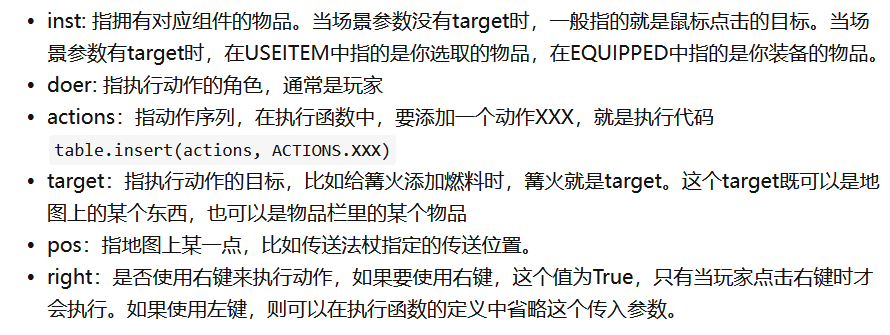 • inst: 指拥有对应组件的物品。当场景参数没有target时，一般指的就是鼠标点击的目标。当场
景参数有target时，在USEITEM中指的是你选取的物品，在EQUIPPED中指的是你装备的物品。
• doer: 指执行动作的角色，通常是玩家
• actions：指动作序列，在执行函数中，要添加一个动作XXX，就是执行代码
table.insert(actions, ACTIONS.XXX)
• target：指执行动作的目标，比如给篝火添加燃料时，篝火就是target。这个target既可以是地
图上的某个东西，也可以是物品栏里的某个物品
• pos：指地图上某一点，比如传送法杖指定的传送位置。
• right：是否使用右键来执行动作，如果要使用右键，这个值为True，只有当玩家点击右键时才
会执行。如果使用左键，则可以在执行函数的定义中省略这个传入参数。